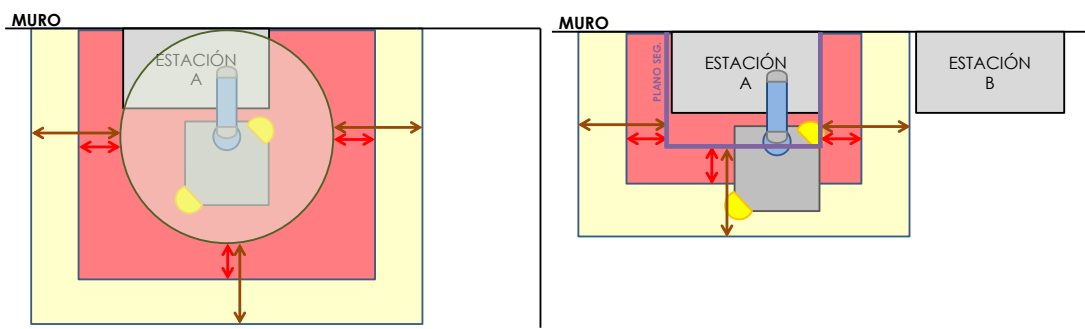 MURO
ESTACIÓN
A
MURO
PLANO SEG.
ESTACIÓN
A
ESTACIÓN
B